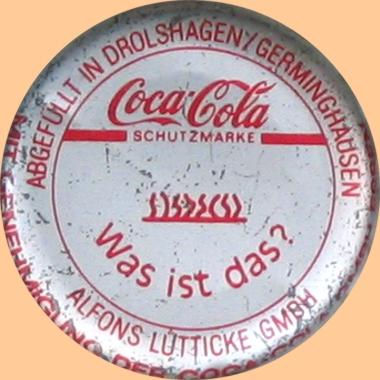 ABGEFÜLLT IN DROLSHAGEN/GERMINGHAUSEN
Coca-Cola
SCHUTZMARKE
Was ist das?
ALFONS LÜTTICKE GMBH